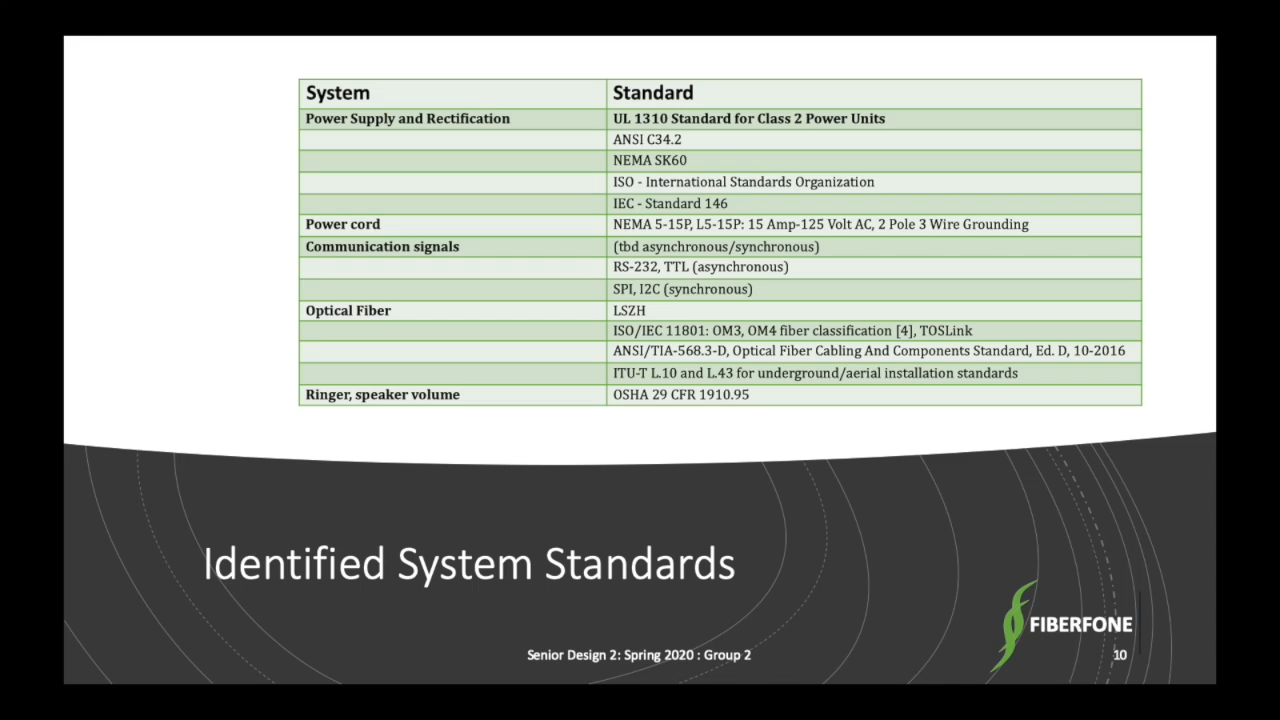 System Standard
Power Supply and Rectification UL 1310 Standard for Class 2 Power Units
ANSI C34.2
NEMA SK60
ISO - International Standards Organization
IEC - Standard 146
Power cord NEMA 5-15P, L5-15P: 15 Amp-125 Volt AC, 2 Pole 3 Wire Grounding
Communication signals (tbd asynchronous/synchronous)
RS-232, TTL (asynchronous)
SPI, I2C (synchronous)
Optical Fiber LSZH
ISO/IEC 11801: OM3, OM4 fiber classification [4], TOSLink
ANSI/TIA-568.3-D, Optical Fiber Cabling And Components Standard, Ed. D, 10-2016
ITU-T L.10 and L.43 for underground/aerial installation standards
Ringer, speaker volume OSHA 29 CFR 1910.95
Identified System Standards
FIBERFONE
Senior Design 2: Spring 2020 : Group 2 10